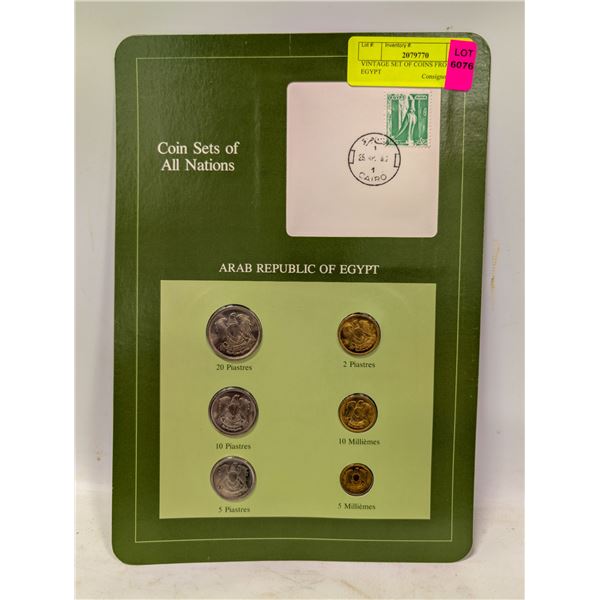 Lot #: Inventory #:
2079770
VINTAGE SET OF COINS FRO
EGYPT
LOT
6076
Coin Sets of
All Nations
1
1
CAIRO
ARAB REPUBLIC OF EGYPT
20 Piastres
2 Piastres
10 Piastres
10 Millièmes
5 Piastres
5 Millièmes